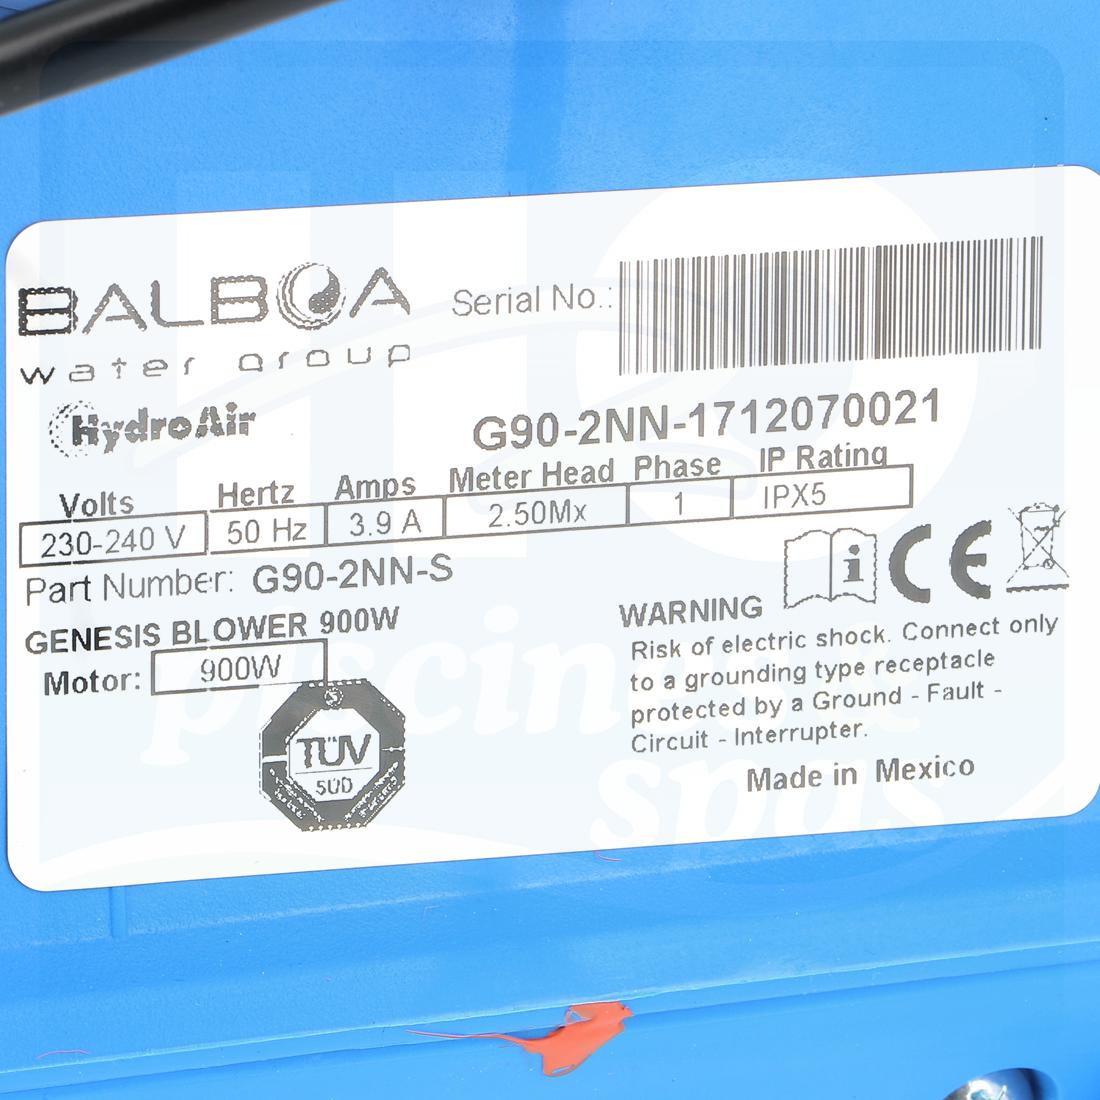 BALBOA
water group
HydroAir
Serial No.:
G90-2NN-1712070021
Volts Hertz Amps Meter Head Phase IP Rating
230-240 V 50 Hz 3.9 A 2.50Mx 1 IPX5
Part Number: G90-2NN-S
GENESIS BLOWER 900W
Motor: 900W
TÜV
SÜD
i CE
WARNING
Risk of electric shock. Connect only
to a grounding type receptacle
protected by a Ground - Fault -
Circuit - Interrupter.
Made in Mexico
piscines &
spas